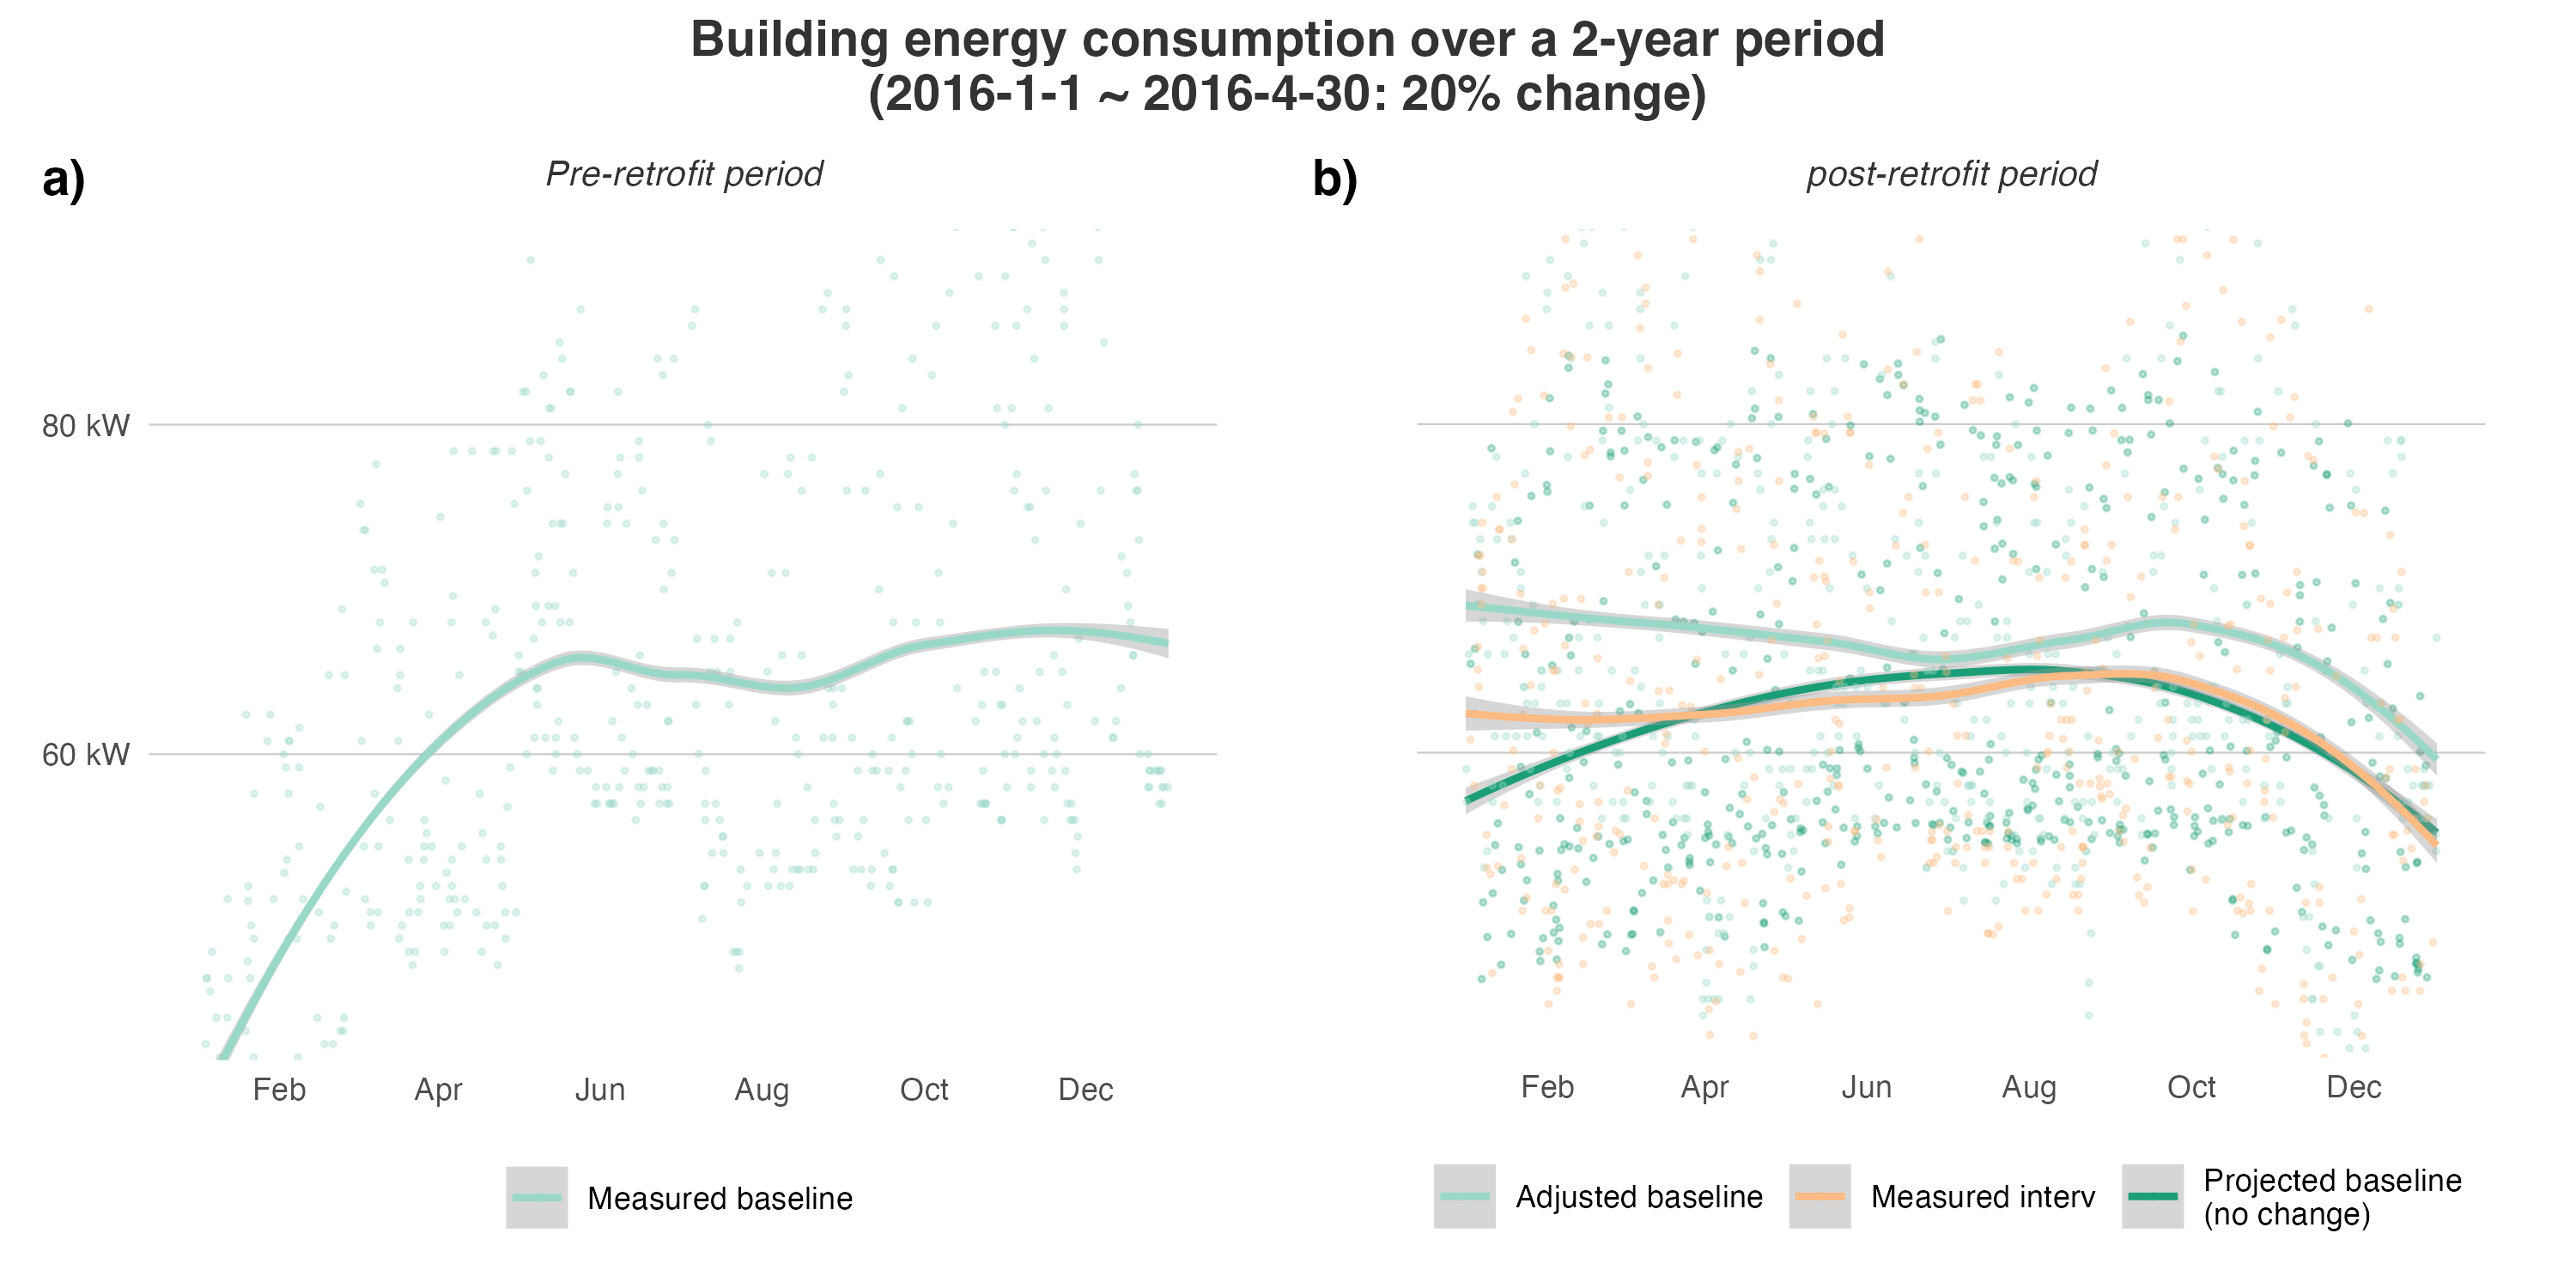 Building energy consumption over a 2-year period
(2016-1-1 ~ 2016-4-30: 20% change)
a)
Pre-retrofit period
80 kW
60 kW
Feb Apr Jun Aug Oct Dec
Measured baseline
b)
post-retrofit period
Feb Apr Jun Aug Oct Dec
Adjusted baseline
Measured interv
Projected baseline
(no change)